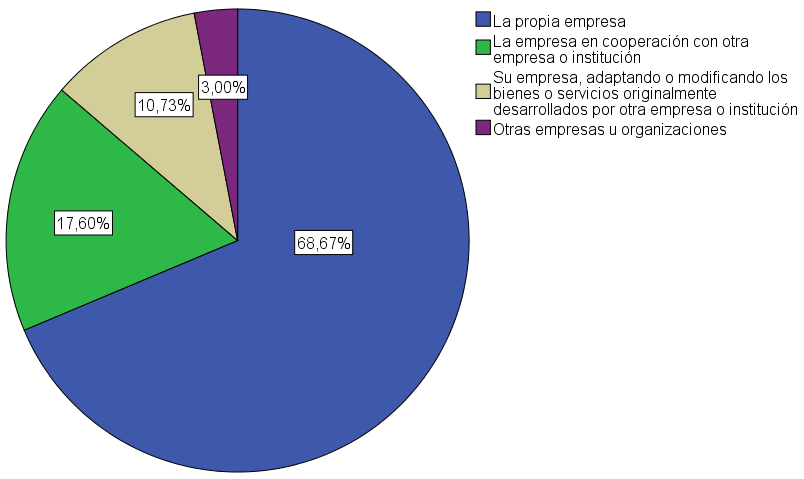 La propia empresa
La empresa en cooperación con otra
empresa o institución
Su empresa, adaptando o modificando los
bienes o servicios originalmente
desarrollados por otra empresa o institución
Otras empresas u organizaciones
3,00%
10,73%
17,60%
68,67%